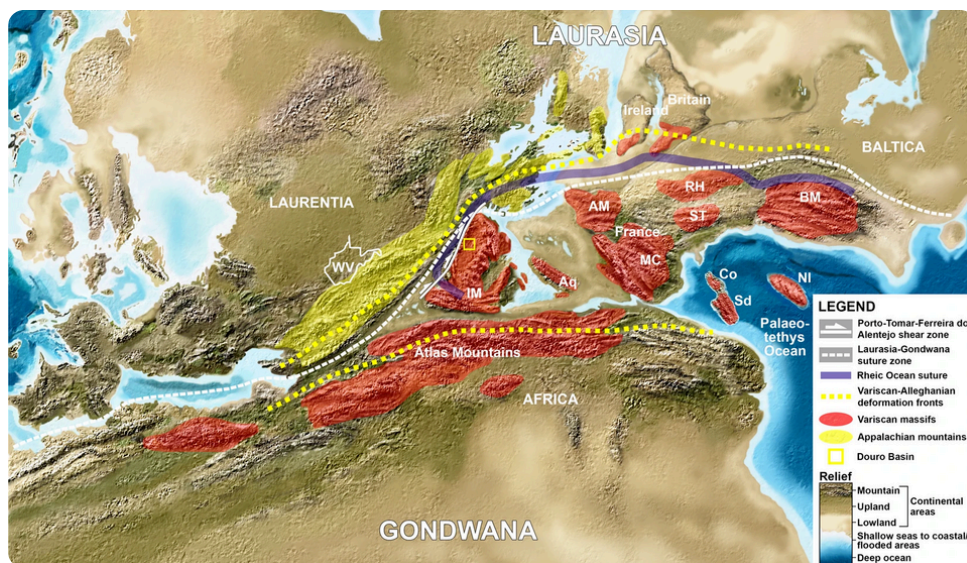 LAURASIA
Ireland
Britain
BALTICA
LAURENTIA
RH
BM
AM
ST
France
WV
MC
IM
Aq
Co
Sd
NI
Palaeo-
tethys
Ocean
Atlas Mountains
AFRICA
GONDWANA
LEGEND
Porto-Tomar-Ferreira do
Alentejo shear zone
Laurasia-Gondwana
suture zone
Rheic Ocean suture
Variscan-Alleghanian
deformation fronts
Variscan massifs
Appalachian mountains
Douro Basin
Relief
Mountain
Upland
Lowland
Continental
areas
Shallow seas to coastal/
flooded areas
Deep ocean